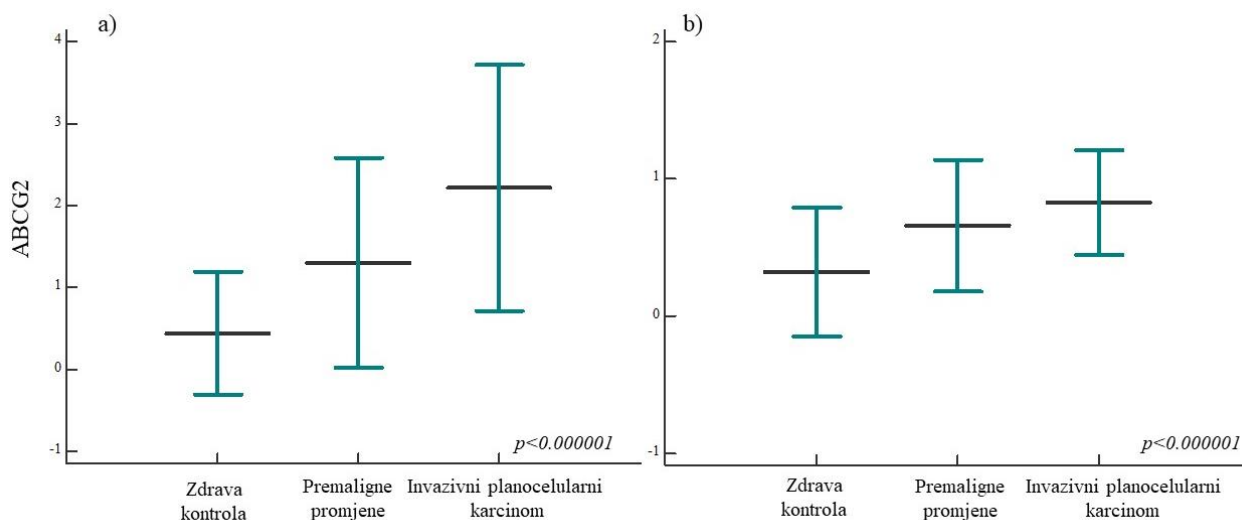 a)
ABCG2
4
3
2
1
0
-1
p<0.000001
Zdrava
kontrola
Premaligne
promjene
Invazivni planocelularni
karcinom
b)
2
1
0
-1
p<0.000001
Zdrava
kontrola
Premaligne
promjene
Invazivni planocelularni
karcinom